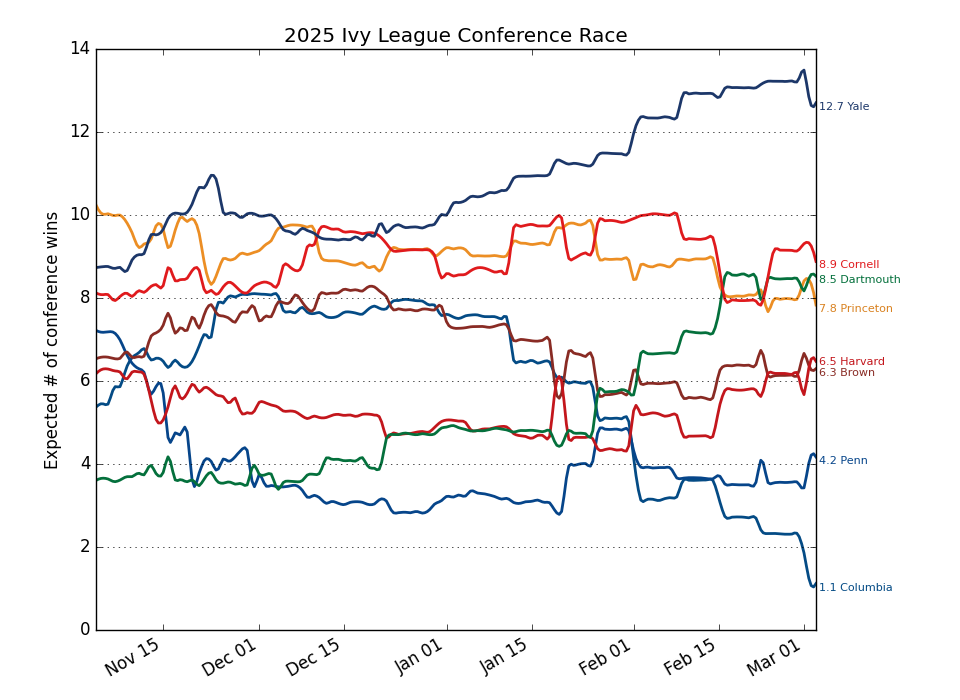 2025 Ivy League Conference Race
Expected # of conference wins
14
12
10
8
6
4
2
0
12.7 Yale
8.9 Cornell
8.5 Dartmouth
7.8 Princeton
6.5 Harvard
6.3 Brown
4.2 Penn
1.1 Columbia
Nov 15
Dec 01
Dec 15
Jan 01
Jan 15
Feb 01
Feb 15
Mar 01